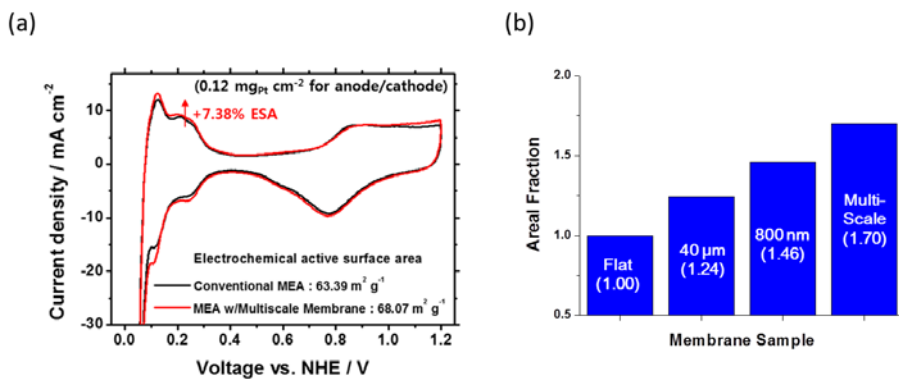 (a)
Current density / mA cm⁻²
10
0
-10
-20
-30
(0.12 mgPt cm⁻² for anode/cathode)
+7.38% ESA
Electrochemical active surface area
Conventional MEA : 63.39 m² g⁻¹
MEA w/Multiscale Membrane : 68.07 m² g⁻¹
0.0 0.2 0.4 0.6 0.8 1.0 1.2
Voltage vs. NHE / V
(b)
Areal Fraction
2.0
1.5
1.0
0.5
Flat
(1.00)
40 μm
(1.24)
800 nm
(1.46)
Multi-
Scale
(1.70)
Membrane Sample